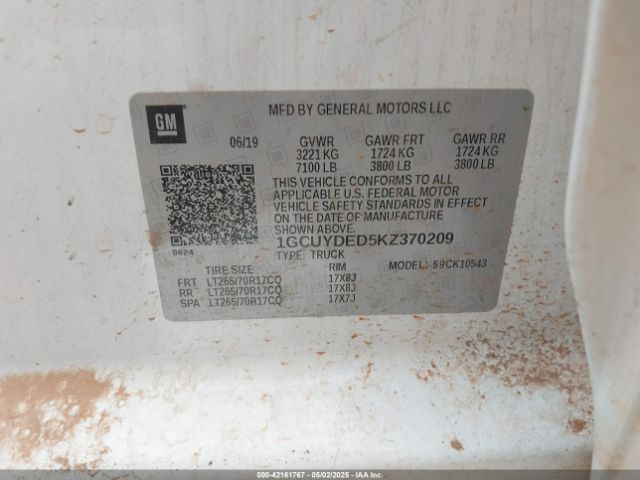 GM
MFD BY GENERAL MOTORS LLC
06/19 GVWR GAWR FRT GAWR RR
3221 KG 1724 KG 1724 KG
7100 LB 3800 LB 3800 LB
THIS VEHICLE CONFORMS TO ALL
APPLICABLE U.S. FEDERAL MOTOR
VEHICLE SAFETY STANDARDS IN EFFECT
ON THE DATE OF MANUFACTURE
SHOWN ABOVE.
1GCUYDED5KZ370209
8624
TYPE: TRUCK
MODEL: 59CK10543
TIRE SIZE RIM
FRT LT265/70R17CQ 17X8J
RR LT265/70R17CQ 17X8J
SPA LT265/70R17CQ 17X7J
000-42161767 - 05/02/2025 - IAAI.COM